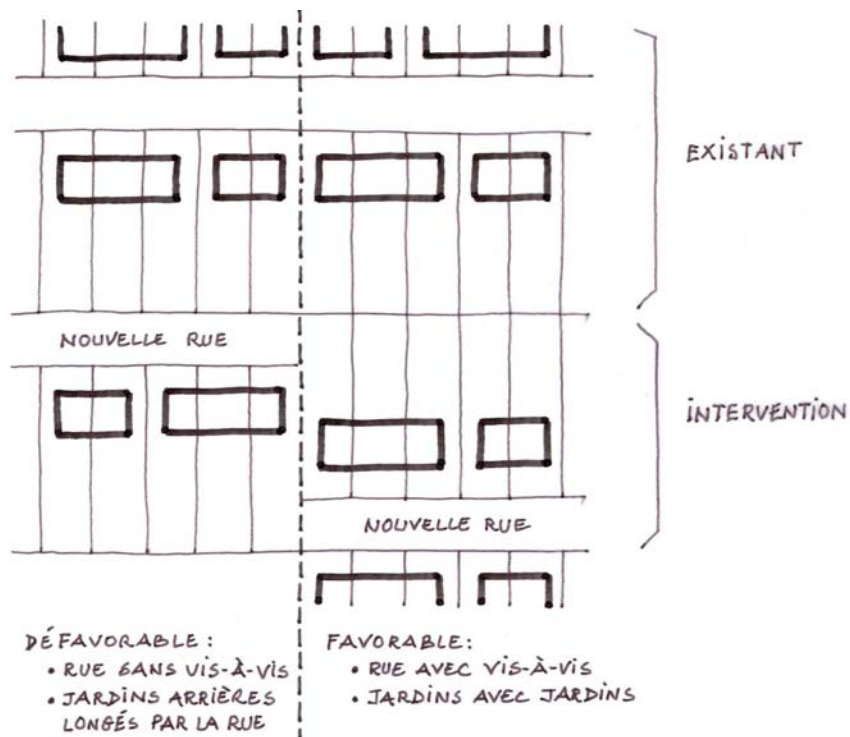 EXISTANT
NOUVELLE RUE
INTERVENTION
NOUVELLE RUE
DÉFAVORABLE:
• RUE SANS VIS-À-VIS
• JARDINS ARRIÈRES
LONGÉS PAR LA RUE
FAVORABLE:
• RUE AVEC VIS-À-VIS
• JARDINS AVEC JARDINS